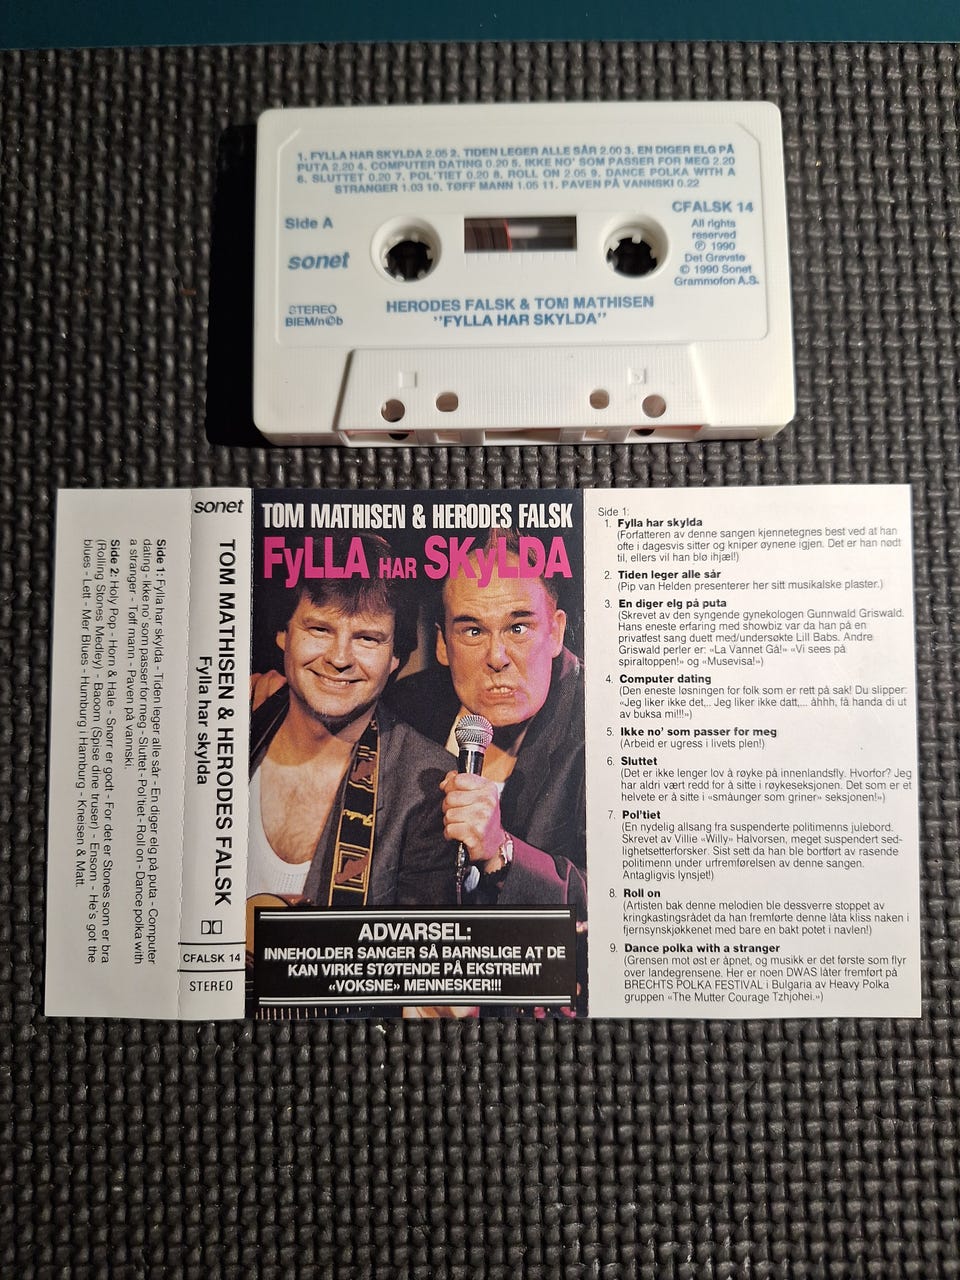 1. FYLLA HAR SKYLDA 2.05 2. TIDEN LEGER ALLE SÅR 2.00 3. EN DIGER ELG PÅ
PUTA 2.20 4. COMPUTER DATING 0.20 5. IKKE NO' SOM PASSER FOR MEG 2.20
6. SLUTTET 0.20 7. POL'TIET 0.20 8. ROLL ON 2.05 9. DANCE POLKA WITH A
STRANGER 1.03 10. TØFF MANN 1.05 11. PAVEN PÅ VANNSKI 0.22
Side A
sonet
STEREO
BIEM/n©b
CFALSK 14
All rights
reserved
℗ 1990
Det Grøvste
© 1990 Sonet
Grammofon A.S.
HERODES FALSK & TOM MATHISEN
"FYLLA HAR SKYLDA"
Side 1: Fylla har skylda - Tiden leger alle sår - En diger elg på puta - Computer
dating - Ikke no' som passer for meg - Sluttet - Pol'tiet - Roll on - Dance polka with
a stranger - Tøff mann - Paven på vannski.
Side 2: Holy Pop - Horn & Hale - Snørr er godt - For det er Stones som er bra
(Rolling Stones Medley) - Baoom (Spise dine truser) - Ensom - He's got the
blues - Lett - Mer Blues - Humburg i Hamburg - Kneisen & Matt.
sonet
TOM MATHISEN & HERODES FALSK
Fylla har skylda
CFALSK 14
STEREO
TOM MATHISEN & HERODES FALSK
FyLLA HAR SKyLDA
ADVARSEL:
INNEHOLDER SANGER SÅ BARNSLIGE AT DE
KAN VIRKE STØTENDE PÅ EKSTREMT
«VOKSNE» MENNESKER!!!
Side 1:
1. Fylla har skylda
(Forfatteren av denne sangen kjennetegnes best ved at han
ofte i dagesvis sitter og kniper øynene igjen. Det er han nødt
til, ellers vil han blø ihjæl!)
2. Tiden leger alle sår
(Pip van Helden presenterer her sitt musikalske plaster.)
3. En diger elg på puta
(Skrevet av den syngende gynekologen Gunnwald Griswald.
Hans eneste erfaring med showbiz var da han på en
privatfest sang duett med/undersøkte Lill Babs. Andre
Griswald perler er: «La Vannet Gå!» «Vi sees på
spiraltoppen!» og «Musevisa!»)
4. Computer dating
(Den eneste løsningen for folk som er rett på sak! Du slipper:
«Jeg liker ikke det,.. Jeg liker ikke datt,... åhhh, få handa di ut
av buksa mi!!!»)
5. Ikke no' som passer for meg
(Arbeid er ugress i livets plen!)
6. Sluttet
(Det er ikke lenger lov å røyke på innenlandsfly. Hvorfor? Jeg
har aldri vært redd for å sitte i røykeseksjonen. Det som er et
helvete er å sitte i «småunger som griner» seksjonen!»)
7. Pol'tiet
(En nydelig allsang fra suspenderte politimenns julebord.
Skrevet av Villie «Willy» Halvorsen, meget suspendert sed-
lighetsetterforsker. Sist sett da han ble bortført av rasende
politimenn under urfremførelsen av denne sangen.
Antagligvis lynsjet!)
8. Roll on
(Artisten bak denne melodien ble dessverre stoppet av
kringkastingsrådet da han fremførte denne låta kliss naken i
fjernsynskjøkkenet med bare en bakt potet i navlen!)
9. Dance polka with a stranger
(Grensen mot øst er åpnet, og musikk er det første som flyr
over landegrensene. Her er noen DWAS låter fremført på
BRECHTS POLKA FESTIVAL i Bulgaria av Heavy Polka
gruppen «The Mutter Courage Tzhjohei.»)